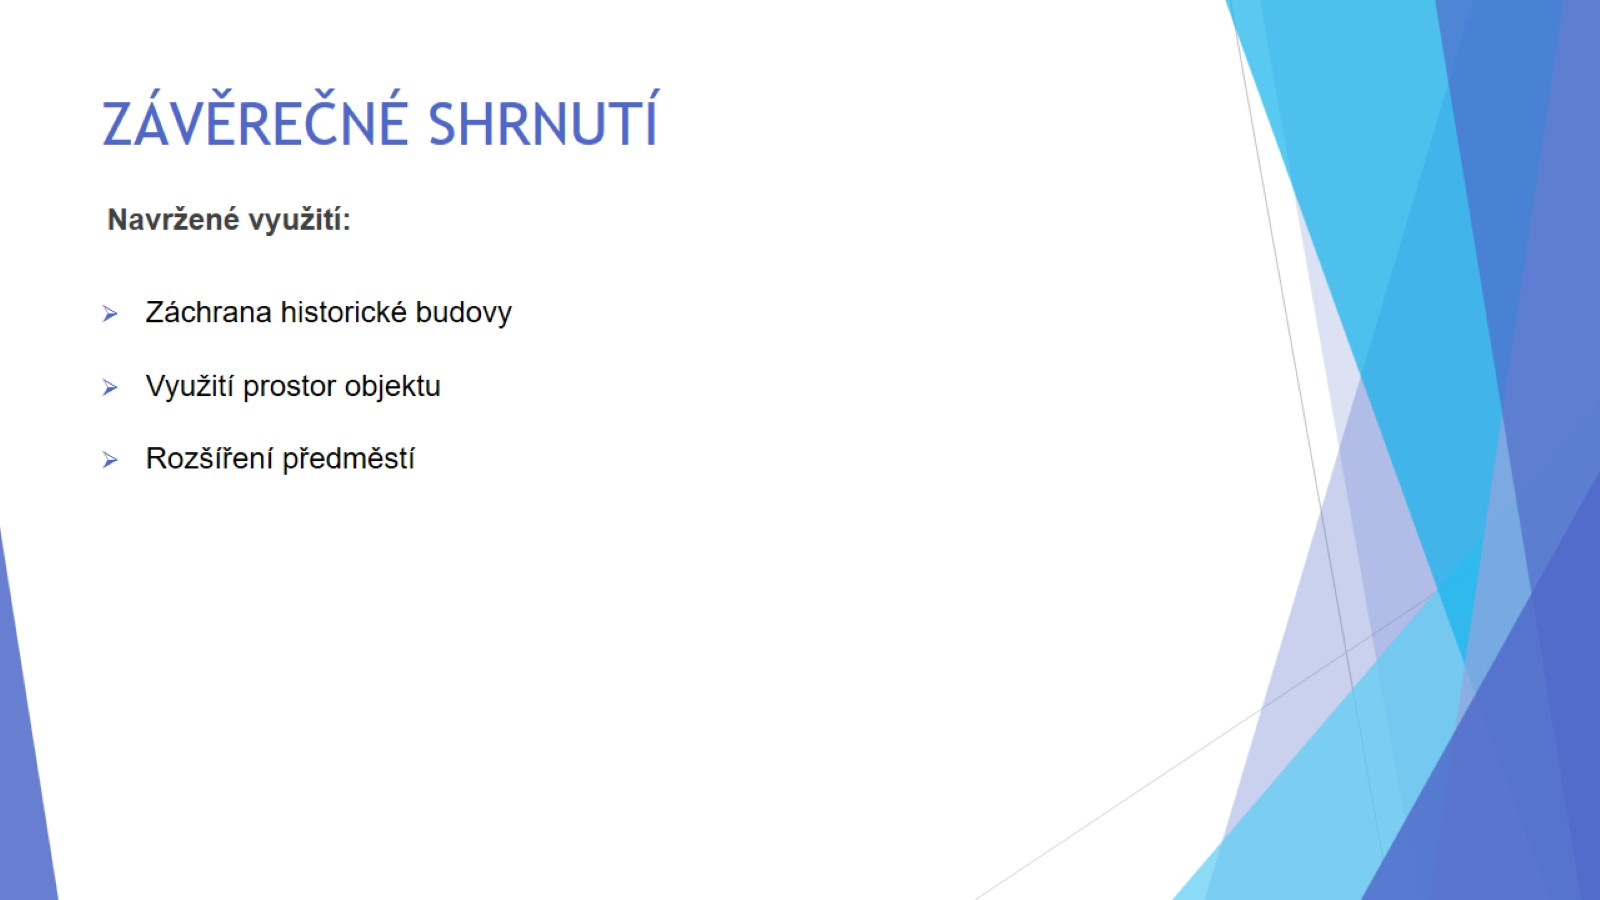 ZÁVĚREČNÉ SHRNUTÍ
Navržené využití:
Záchrana historické budovy
Využití prostor objektu
Rozšíření předměstí